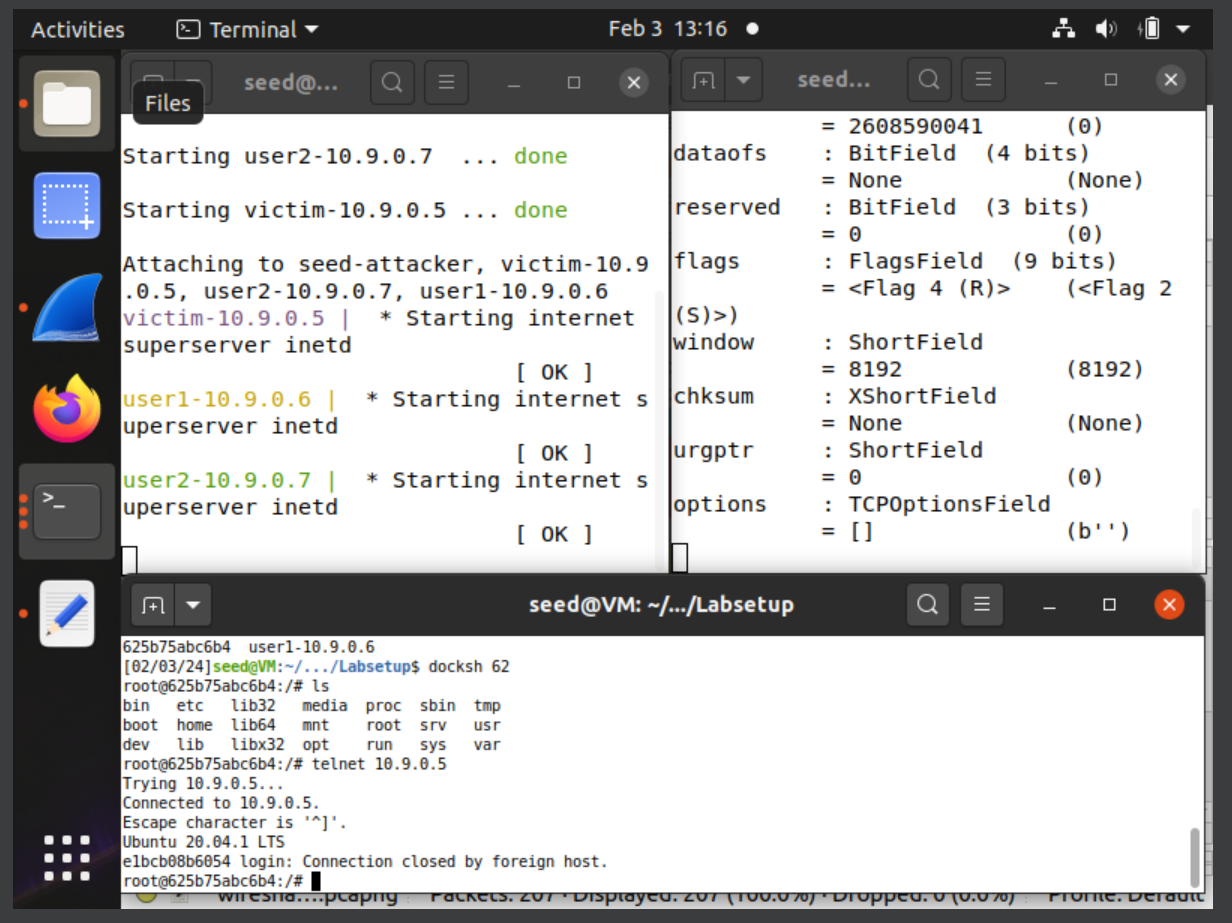 Activities
Terminal
Feb 3 13:16
Files
seed@...
Starting user2-10.9.0.7 ... done
Starting victim-10.9.0.5 ... done
Attaching to seed-attacker, victim-10.9
.0.5, user2-10.9.0.7, user1-10.9.0.6
victim-10.9.0.5 | * Starting internet
superserver inetd
[ OK ]
user1-10.9.0.6 | * Starting internet s
uperserver inetd
[ OK ]
user2-10.9.0.7 | * Starting internet s
uperserver inetd
[ OK ]
seed...
= 2608590041 (0)
dataofs : BitField (4 bits)
= None (None)
reserved : BitField (3 bits)
= 0 (0)
flags : FlagsField (9 bits)
= <Flag 4 (R)> (<Flag 2
(S)>)
window : ShortField
= 8192 (8192)
chksum : XShortField
= None (None)
urgptr : ShortField
= 0 (0)
options : TCPOptionsField
= [] (b'')
seed@VM: ~/.../Labsetup
625b75abc6b4 user1-10.9.0.6
[02/03/24]seed@VM:~/.../Labsetup$ docksh 62
root@625b75abc6b4:/# ls
bin etc lib32 media proc sbin tmp
boot home lib64 mnt root srv usr
dev lib libx32 opt run sys var
root@625b75abc6b4:/# telnet 10.9.0.5
Trying 10.9.0.5...
Connected to 10.9.0.5.
Escape character is '^]'.
Ubuntu 20.04.1 LTS
e1bcb08b6054 login: Connection closed by foreign host.
root@625b75abc6b4:/#
wiresha....pcapng Packets: 207 · Displayed: 207 (100.0%) · Dropped: 0 (0.0%) Profile: Default